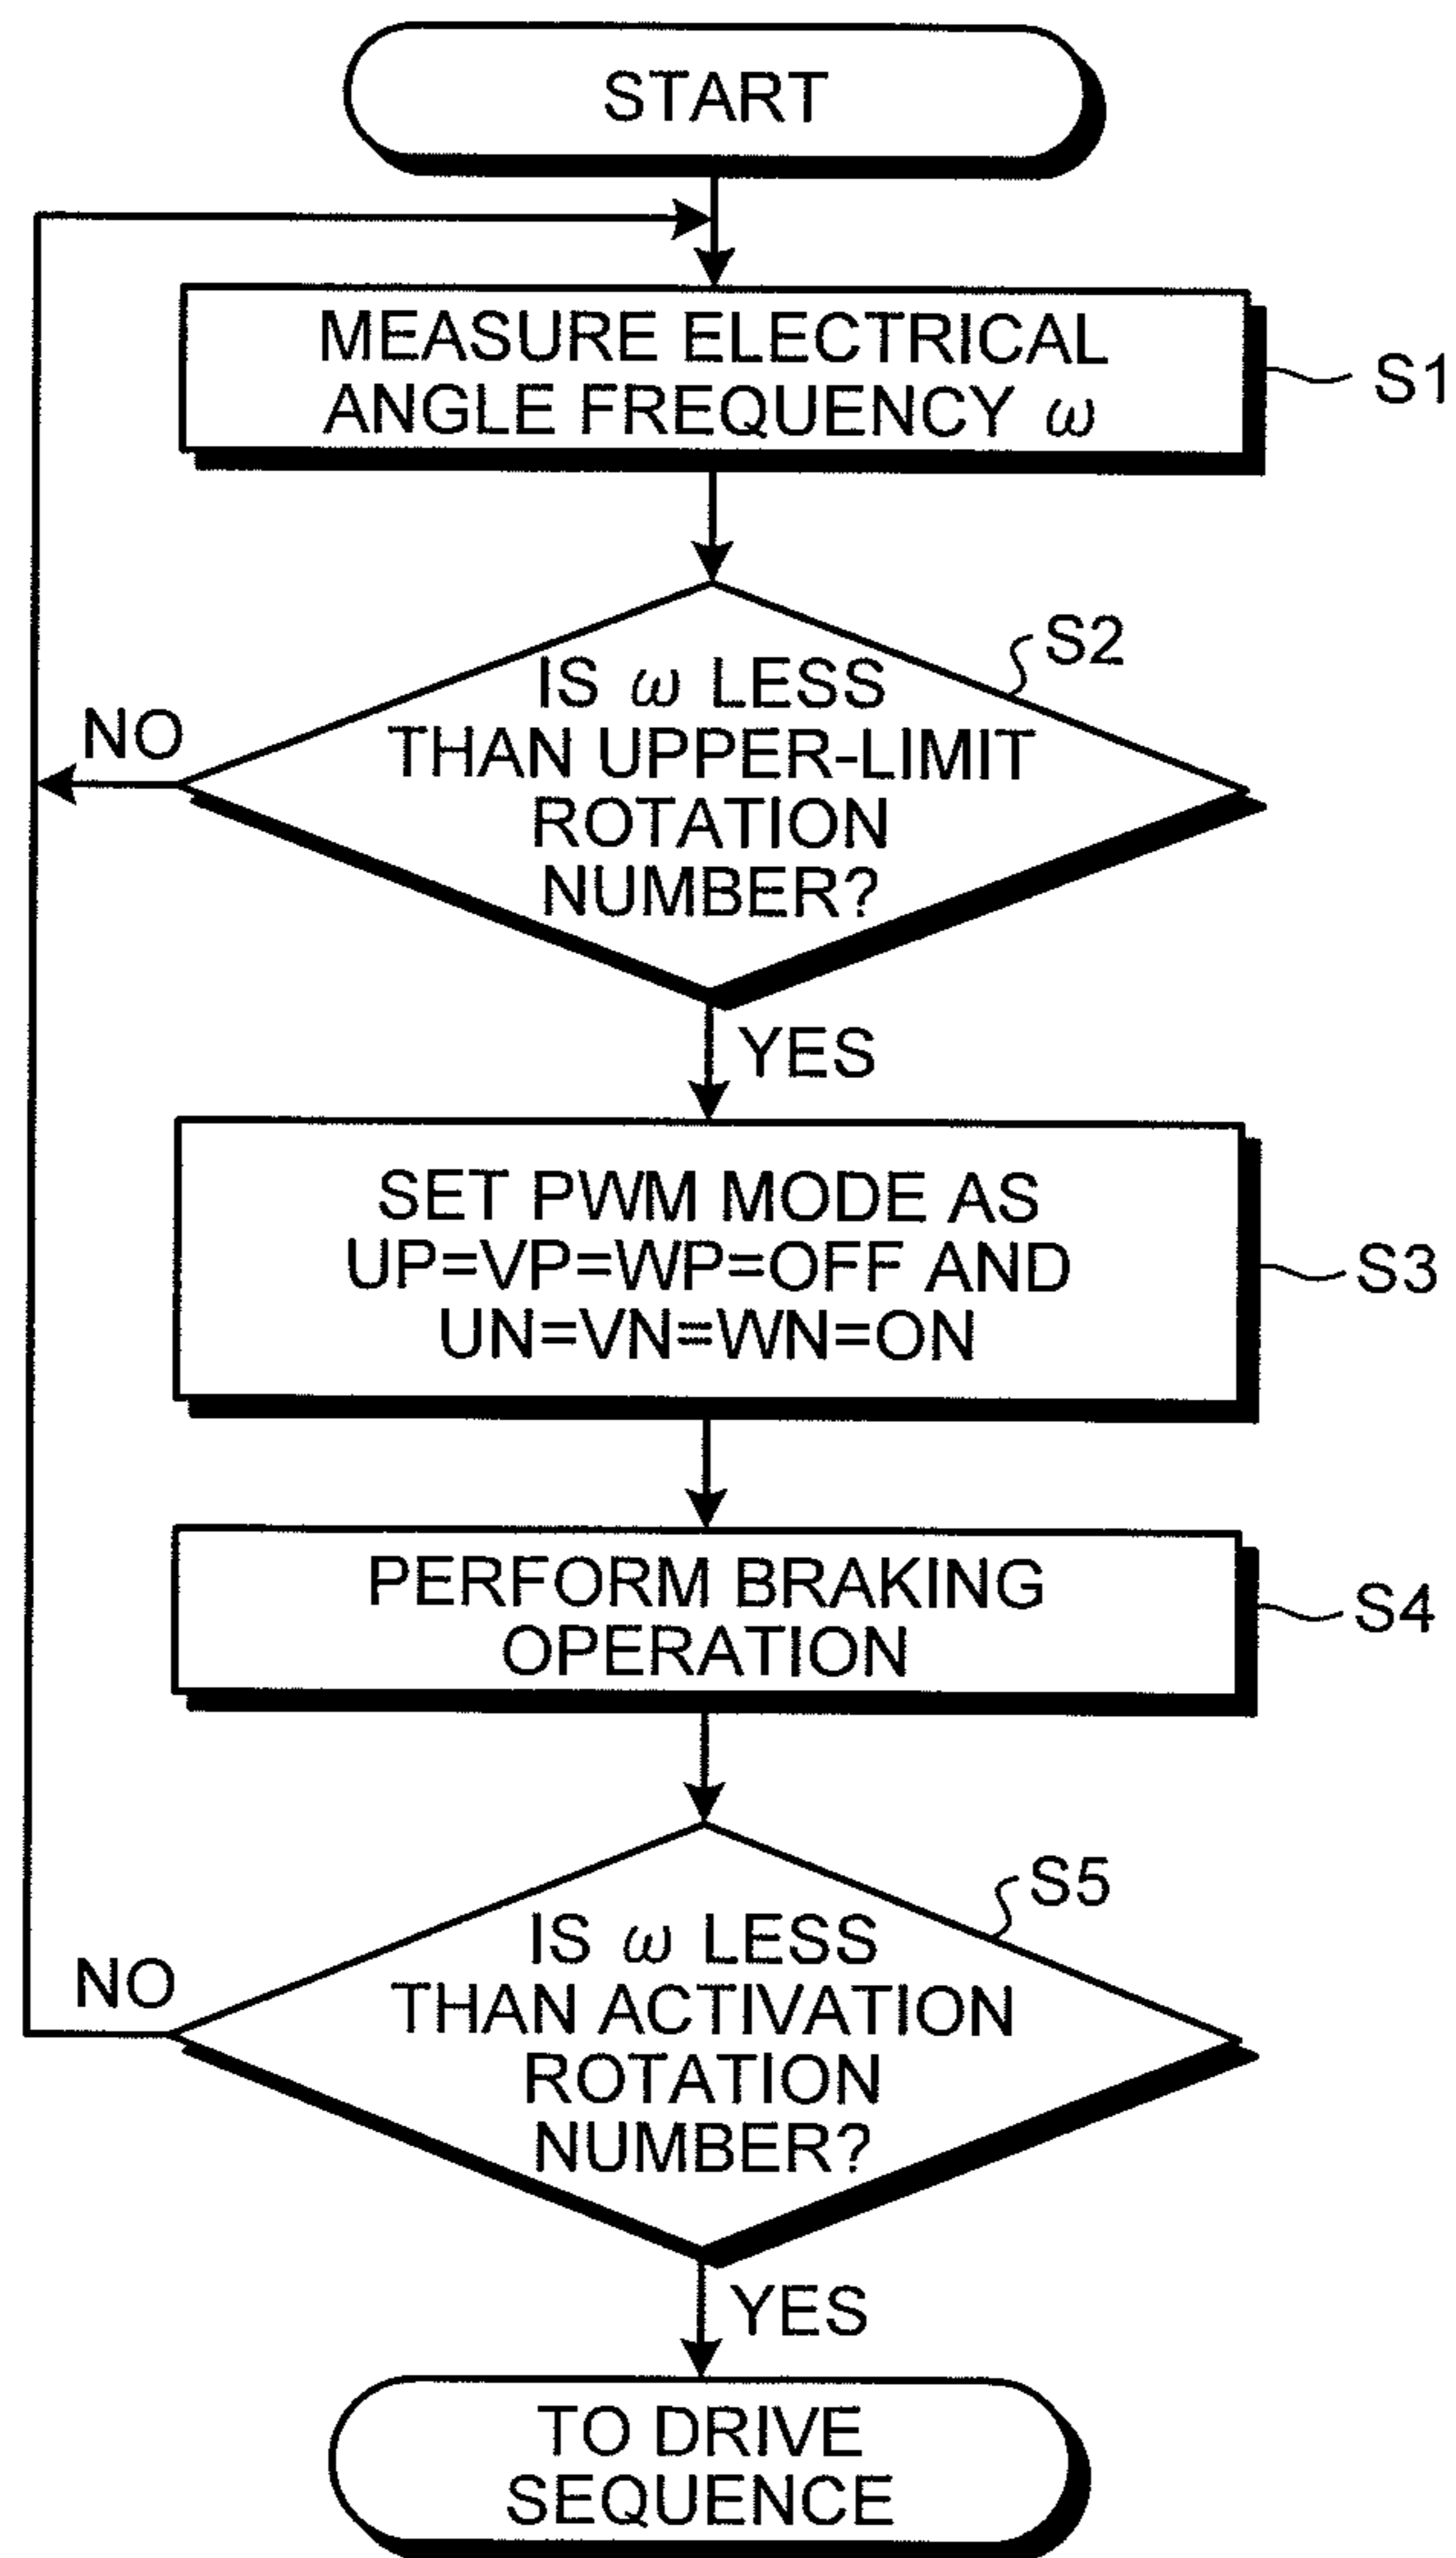 START
MEASURE ELECTRICAL
ANGLE FREQUENCY ω
S1
S2
IS ω LESS
THAN UPPER-LIMIT
ROTATION
NUMBER?
NO
YES
SET PWM MODE AS
UP=VP=WP=OFF AND
UN=VN=WN=ON
S3
PERFORM BRAKING
OPERATION
S4
S5
IS ω LESS
THAN ACTIVATION
ROTATION
NUMBER?
NO
YES
TO DRIVE
SEQUENCE